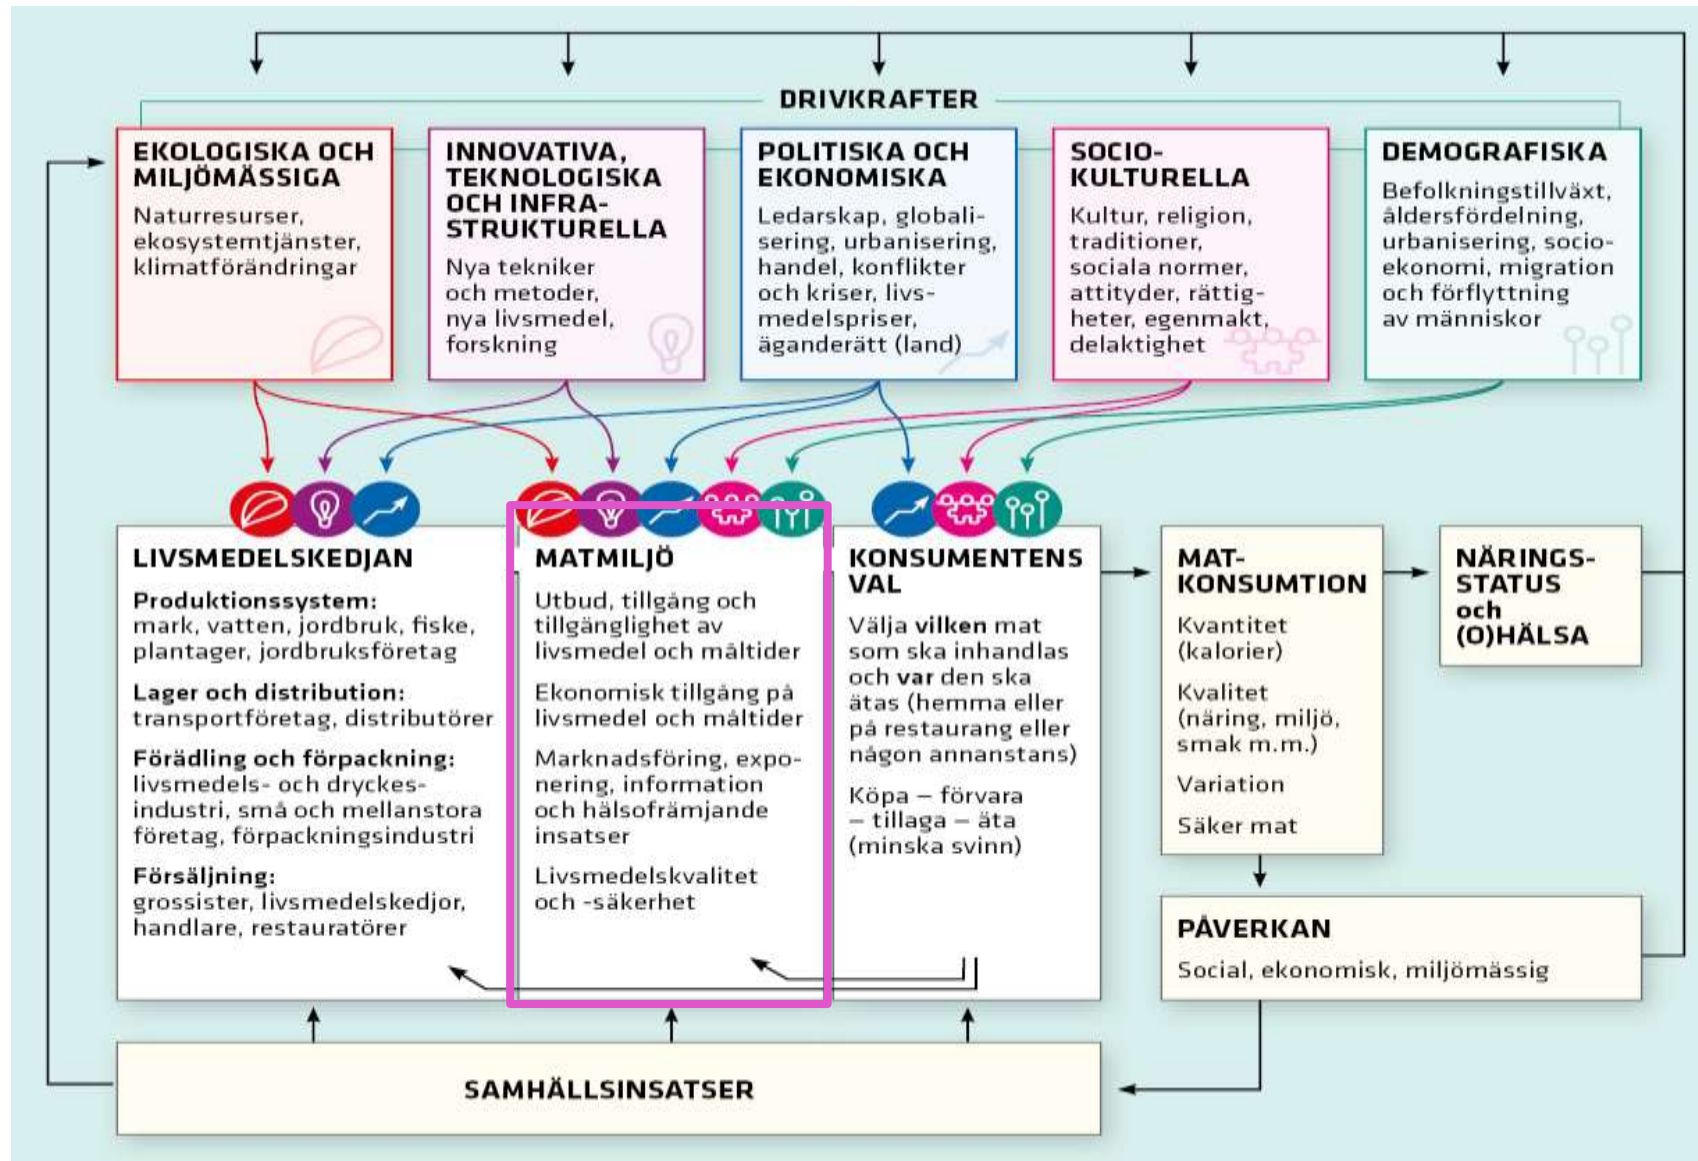 DRIVKRAFTER
EKOLOGISKA OCH
MILJÖMÄSSIGA
Naturresurser,
ekosystemtjänster,
klimatförändringar
INNOVATIVA,
TEKNOLOGISKA
OCH INFRA-
STRUKTURELLA
Nya tekniker
och metoder,
nya livsmedel,
forskning
POLITISKA OCH
EKONOMISKA
Ledarskap, globali-
sering, urbanisering,
handel, konflikter
och kriser, livs-
medelspriser,
äganderätt (land)
SOCIO-
KULTURELLA
Kultur, religion,
traditioner,
sociala normer,
attityder, rättig-
heter, egenmakt,
delaktighet
DEMOGRAFISKA
Befolkningstillväxt,
åldersfördelning,
urbanisering, socio-
ekonomi, migration
och förflyttning
av människor
LIVSMEDELSKEDJAN
Produktionssystem:
mark, vatten, jordbruk, fiske,
plantager, jordbruksföretag
Lager och distribution:
transportföretag, distributörer
Förädling och förpackning:
livsmedels- och dryckes-
industri, små och mellanstora
företag, förpackningsindustri
Försäljning:
grossister, livsmedelskedjor,
handlare, restauratörer
MATMILJÖ
Utbud, tillgång och
tillgänglighet av
livsmedel och måltider
Ekonomisk tillgång på
livsmedel och måltider
Marknadsföring, expo-
nering, information
och hälsofrämjande
insatser
Livsmedelskvalitet
och -säkerhet
KONSUMENTENS
VAL
Välja vilken mat
som ska inhandlas
och var den ska
ätas (hemma eller
på restaurang eller
någon annanstans)
Köpa – förvara
– tillaga – äta
(minska svinn)
MAT-
KONSUMTION
Kvantitet
(kalorier)
Kvalitet
(näring, miljö,
smak m.m.)
Variation
Säker mat
NÄRINGS-
STATUS
och
(O)HÄLSA
PÅVERKAN
Social, ekonomisk, miljömässig
SAMHÄLLSINSATSER